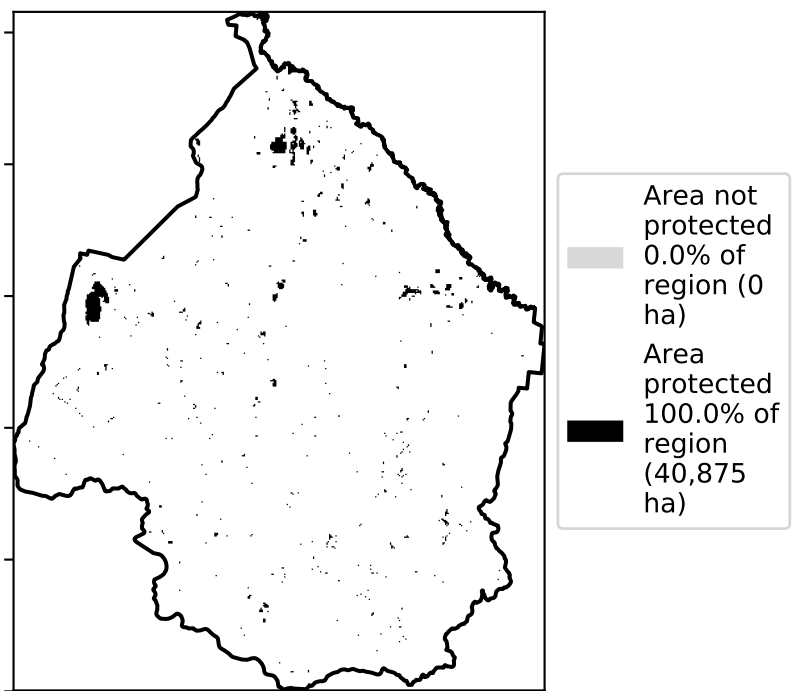 Area not
protected
0.0% of
region (0
ha)
Area
protected
100.0% of
region
(40,875
ha)